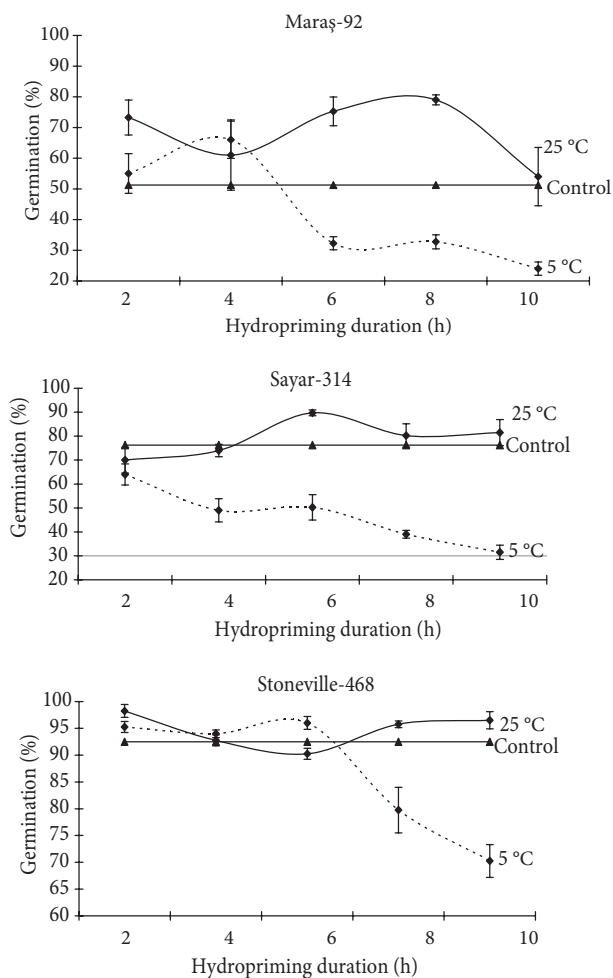 Maraş-92
Germination (%)
100
90
80
70
60
50
40
30
20
25 °C
Control
5 °C
2 4 6 8 10
Hydropriming duration (h)
Sayar-314
Germination (%)
100
90
80
70
60
50
40
30
20
25 °C
Control
5 °C
2 4 6 8 10
Hydropriming duration (h)
Stoneville-468
Germination (%)
100
95
90
85
80
75
70
65
60
25 °C
Control
5 °C
2 4 6 8 10
Hydropriming duration (h)